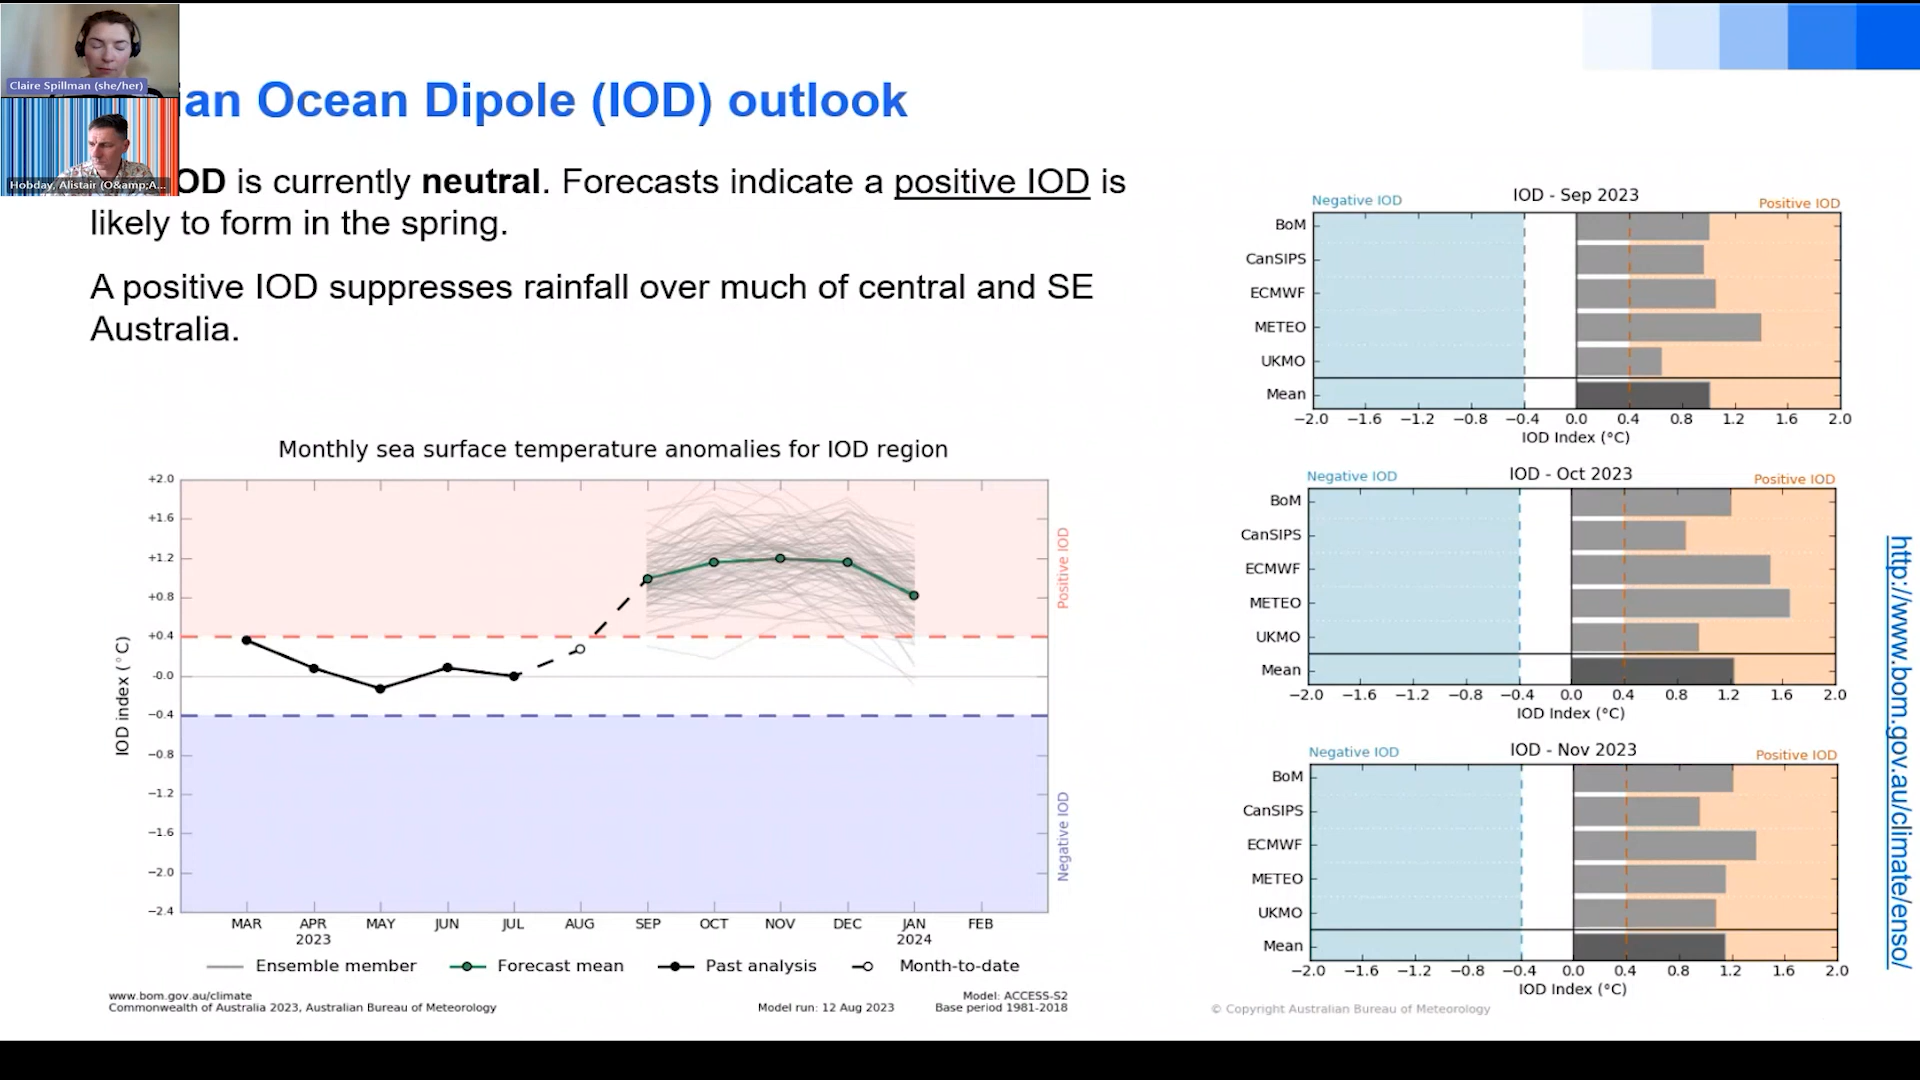 Claire Spillman (she/her)
Hobday, Alistair (O&amp;A...
ian Ocean Dipole (IOD) outlook
OD is currently neutral. Forecasts indicate a positive IOD is
likely to form in the spring.
A positive IOD suppresses rainfall over much of central and SE
Australia.
Monthly sea surface temperature anomalies for IOD region
+2.0
+1.6
+1.2
+0.8
+0.4
-0.0
−0.4
−0.8
−1.2
−1.6
−2.0
−2.4
IOD index (°C)
Positive IOD
Negative IOD
MAR APR MAY JUN JUL AUG SEP OCT NOV DEC JAN FEB
2023 2024
Ensemble member Forecast mean Past analysis Month-to-date
www.bom.gov.au/climate Model: ACCESS-S2
Commonwealth of Australia 2023, Australian Bureau of Meteorology Model run: 12 Aug 2023 Base period 1981-2018
IOD - Sep 2023
Negative IOD Positive IOD
BoM
CanSIPS
ECMWF
METEO
UKMO
Mean
−2.0 −1.6 −1.2 −0.8 −0.4 0.0 0.4 0.8 1.2 1.6 2.0
IOD Index (°C)
IOD - Oct 2023
Negative IOD Positive IOD
BoM
CanSIPS
ECMWF
METEO
UKMO
Mean
−2.0 −1.6 −1.2 −0.8 −0.4 0.0 0.4 0.8 1.2 1.6 2.0
IOD Index (°C)
IOD - Nov 2023
Negative IOD Positive IOD
BoM
CanSIPS
ECMWF
METEO
UKMO
Mean
−2.0 −1.6 −1.2 −0.8 −0.4 0.0 0.4 0.8 1.2 1.6 2.0
IOD Index (°C)
© Copyright Australian Bureau of Meteorology
http://www.bom.gov.au/climate/enso/